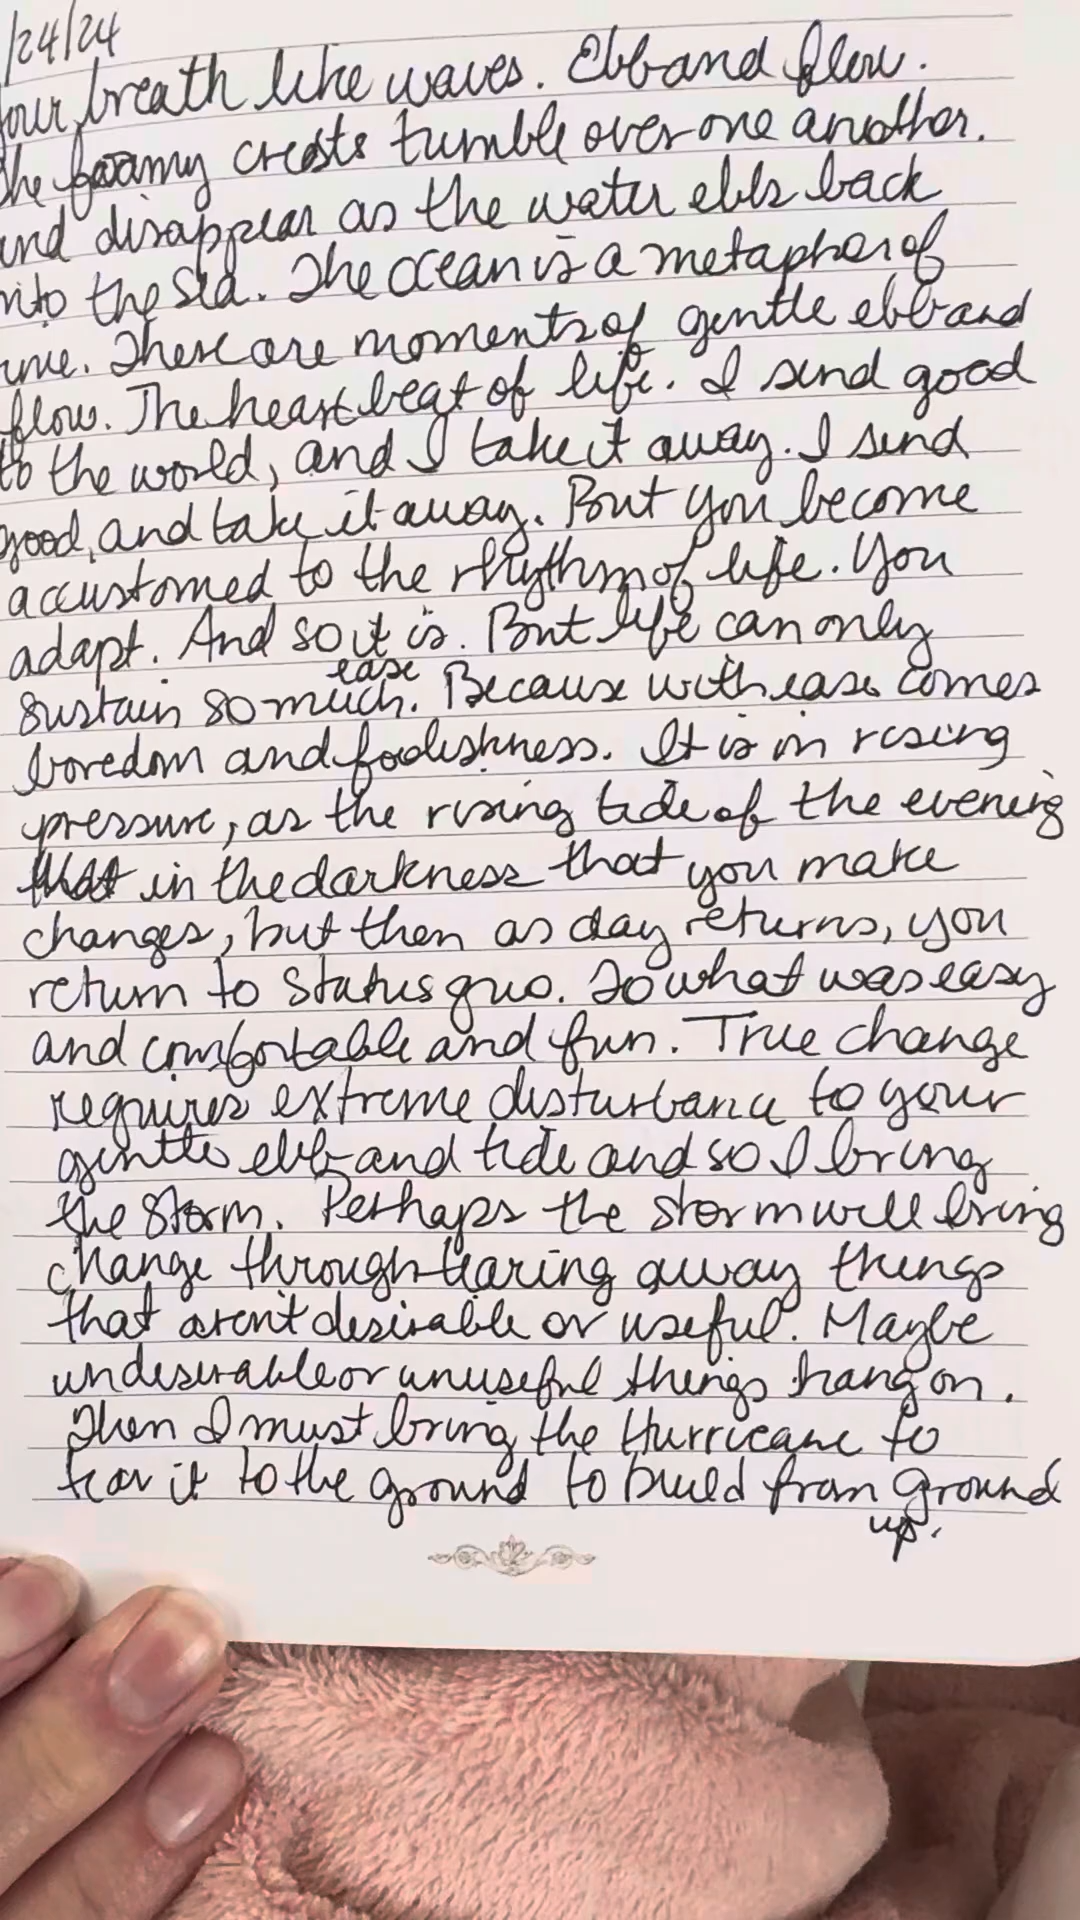 /24/24
our breath like waves. Ebb and flow.
he foamy crests tumble over one another.
and disappear as the water ebbs back
nto the sea. The ocean is a metaphor of
. There are moments of gentle ebb and
flow. The heart beat of life. I send good
to the world, and I take it away. I send
good, and take it away. But you become
accustomed to the rhythm of life. You
adapt. And so it is. But life can only
sustain so much ease. Because with ease comes
boredom and foolishness. It is in rising
pressure, as the rising tide of the evening
in the darkness that you make
changes, but then as day returns, you
return to status quo. To what was easy
and comfortable and fun. True change
requires extreme disturbance to your
gentle ebb and tide and so I bring
the storm. Perhaps the storm will bring
change through tearing away things
that aren't desirable or useful. Maybe
undesirable or unuseful things hang on.
Then I must bring the Hurricane to
tear it to the ground to build from ground
up.